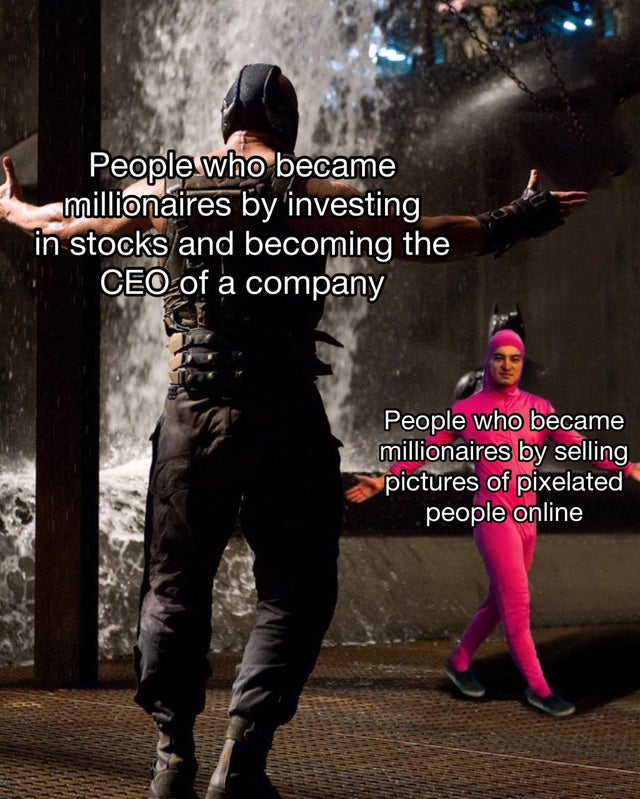 People who became
millionaires by investing
in stocks and becoming the
CEO of a company
People who became
millionaires by selling
pictures of pixelated
people online